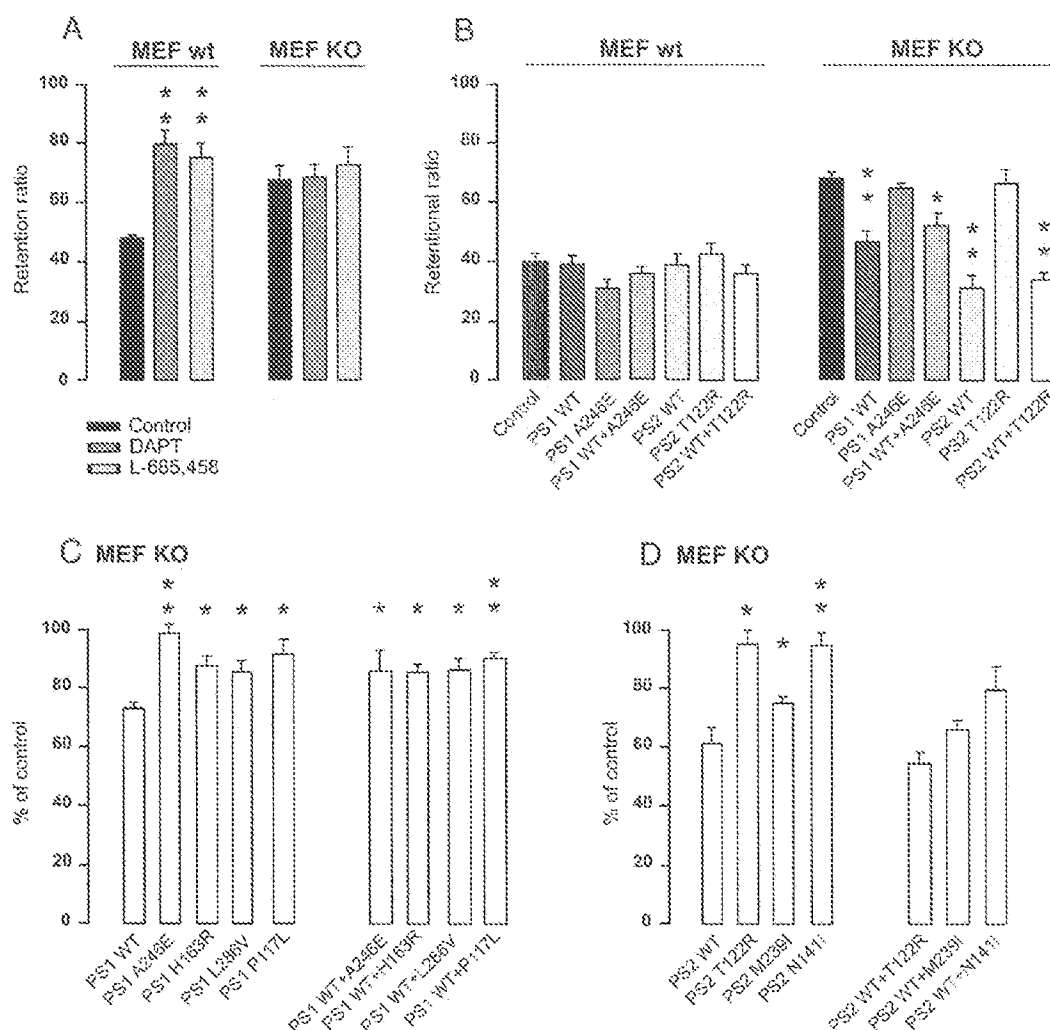 A
MEF wt
MEF KO
Retention ratio
100
80
60
40
20
0
* *
* *
Control
DAPT
L-685,458
B
MEF wt
MEF KO
Retentional ratio
100
80
60
40
20
0
* *
*
* *
* *
Control
PS1 WT
PS1 A246E
PS1 WT+A246E
PS2 WT
PS2 T122R
PS2 WT+T122R
Control
PS1 WT
PS1 A246E
PS1 WT+A246E
PS2 WT
PS2 T122R
PS2 WT+T122R
C MEF KO
% of control
100
80
60
40
20
0
* *
*
*
*
*
*
*
* *
PS1 WT
PS1 A246E
PS1 H163R
PS1 L286V
PS1 P117L
PS1 WT+A246E
PS1 WT+H163R
PS1 WT+L286V
PS1 WT+P117L
D MEF KO
% of control
100
80
60
40
20
0
*
*
* *
PS2 WT
PS2 T122R
PS2 M239I
PS2 N141I
PS2 WT+T122R
PS2 WT+M239I
PS2 WT+N141I